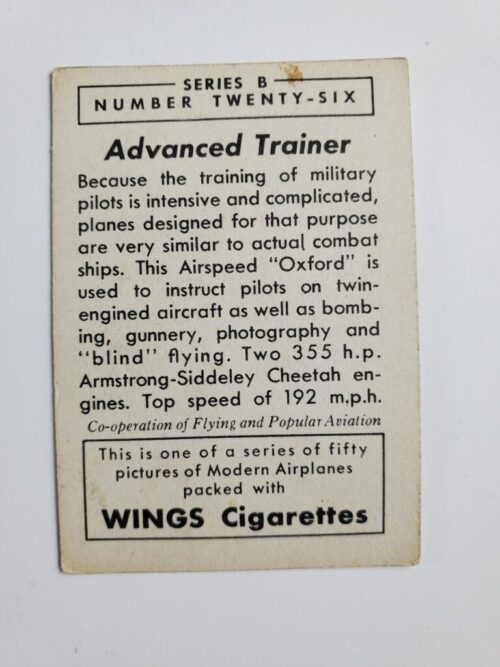 SERIES B
NUMBER TWENTY-SIX
Advanced Trainer
Because the training of military
pilots is intensive and complicated,
planes designed for that purpose
are very similar to actual combat
ships. This Airspeed "Oxford" is
used to instruct pilots on twin-
engined aircraft as well as bomb-
ing, gunnery, photography and
"blind" flying. Two 355 h.p.
Armstrong-Siddeley Cheetah en-
gines. Top speed of 192 m.p.h.
Co-operation of Flying and Popular Aviation
This is one of a series of fifty
pictures of Modern Airplanes
packed with
WINGS Cigarettes